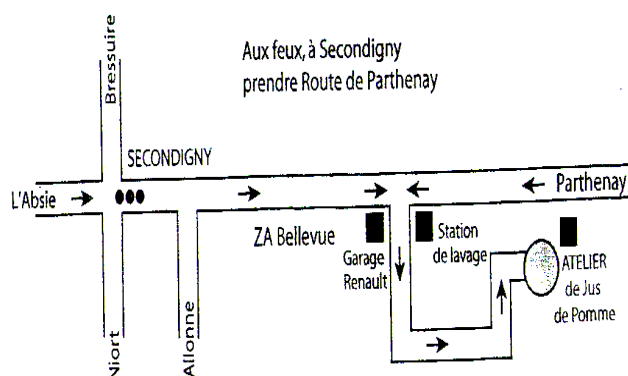 Aux feux, à Secondigny
prendre Route de Parthenay
Bressuire
SECONDIGNY
L'Absie
Parthenay
ZA Bellevue
Garage
Renault
Station
de lavage
ATELIER
de Jus
de Pomme
Niort
Allonne